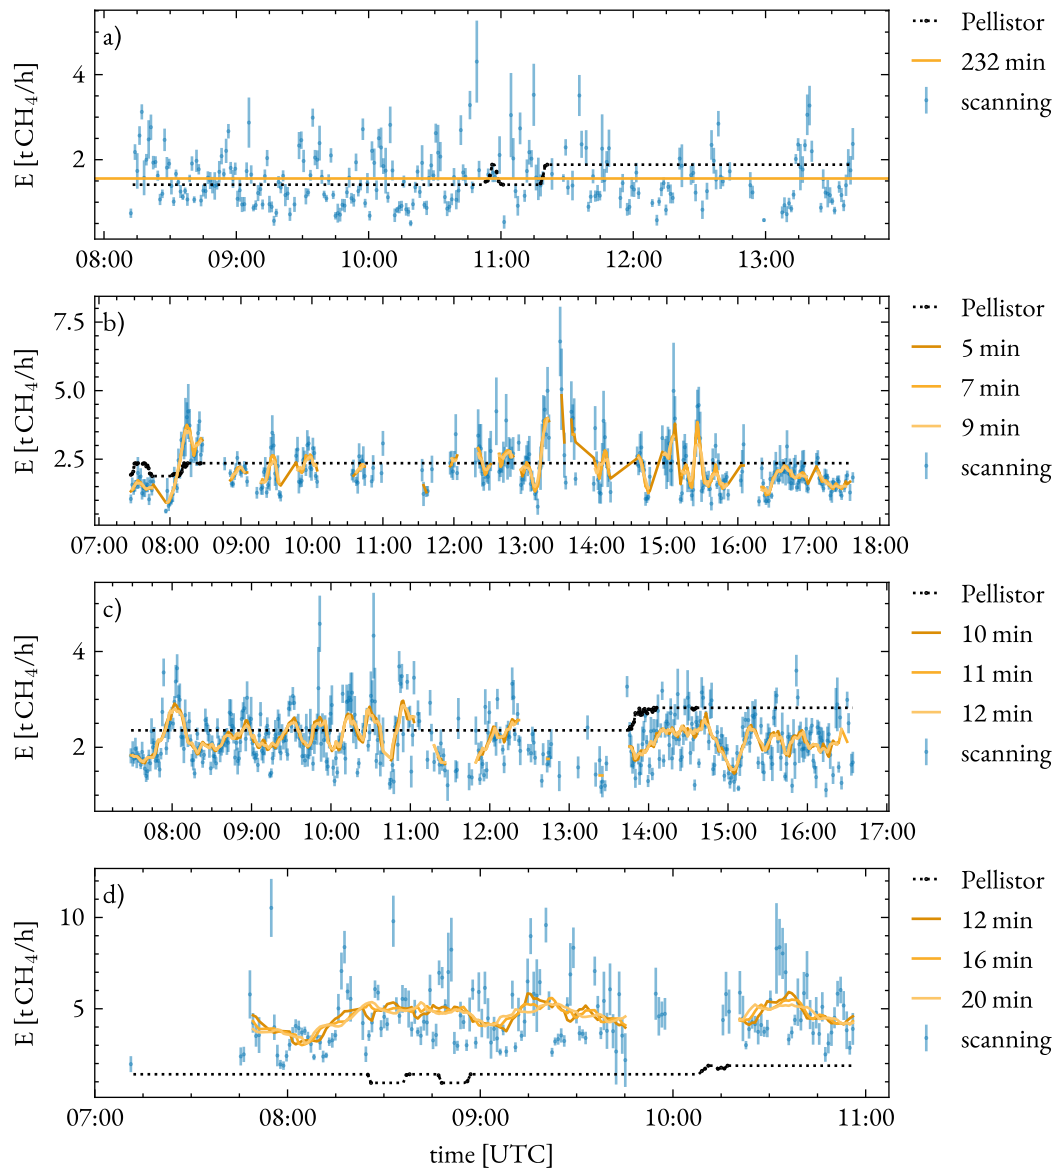 a)
E [tCH₄/h]
4
2
08:00 09:00 10:00 11:00 12:00 13:00
Pellistor
232 min
scanning
b)
E [tCH₄/h]
7.5
5.0
2.5
07:00 08:00 09:00 10:00 11:00 12:00 13:00 14:00 15:00 16:00 17:00 18:00
Pellistor
5 min
7 min
9 min
scanning
c)
E [tCH₄/h]
4
2
08:00 09:00 10:00 11:00 12:00 13:00 14:00 15:00 16:00 17:00
Pellistor
10 min
11 min
12 min
scanning
d)
E [tCH₄/h]
10
5
07:00 08:00 09:00 10:00 11:00
time [UTC]
Pellistor
12 min
16 min
20 min
scanning